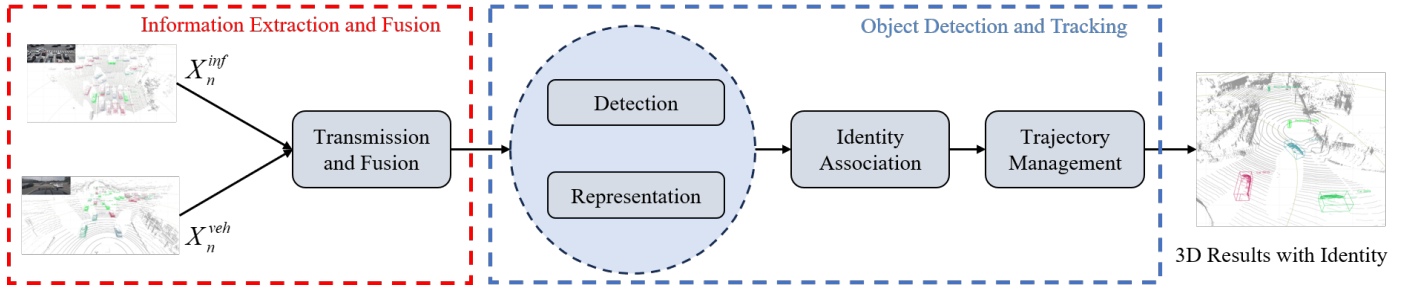 Information Extraction and Fusion
Object Detection and Tracking
X_n^{inf}
Detection
Transmission
and Fusion
Identity
Association
Trajectory
Management
Representation
X_n^{veh}
3D Results with Identity